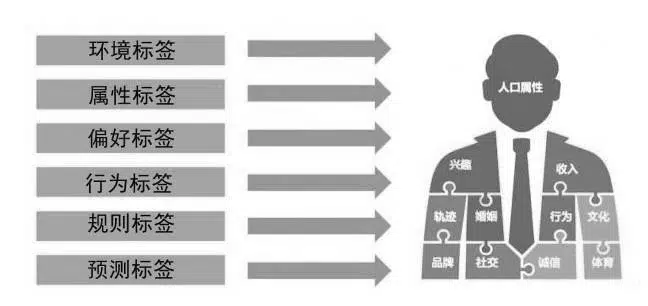 环境标签
属性标签
偏好标签
行为标签
规则标签
预测标签
人口属性
兴趣
收入
轨迹
婚姻
行为
文化
品牌
社交
诚信
体育